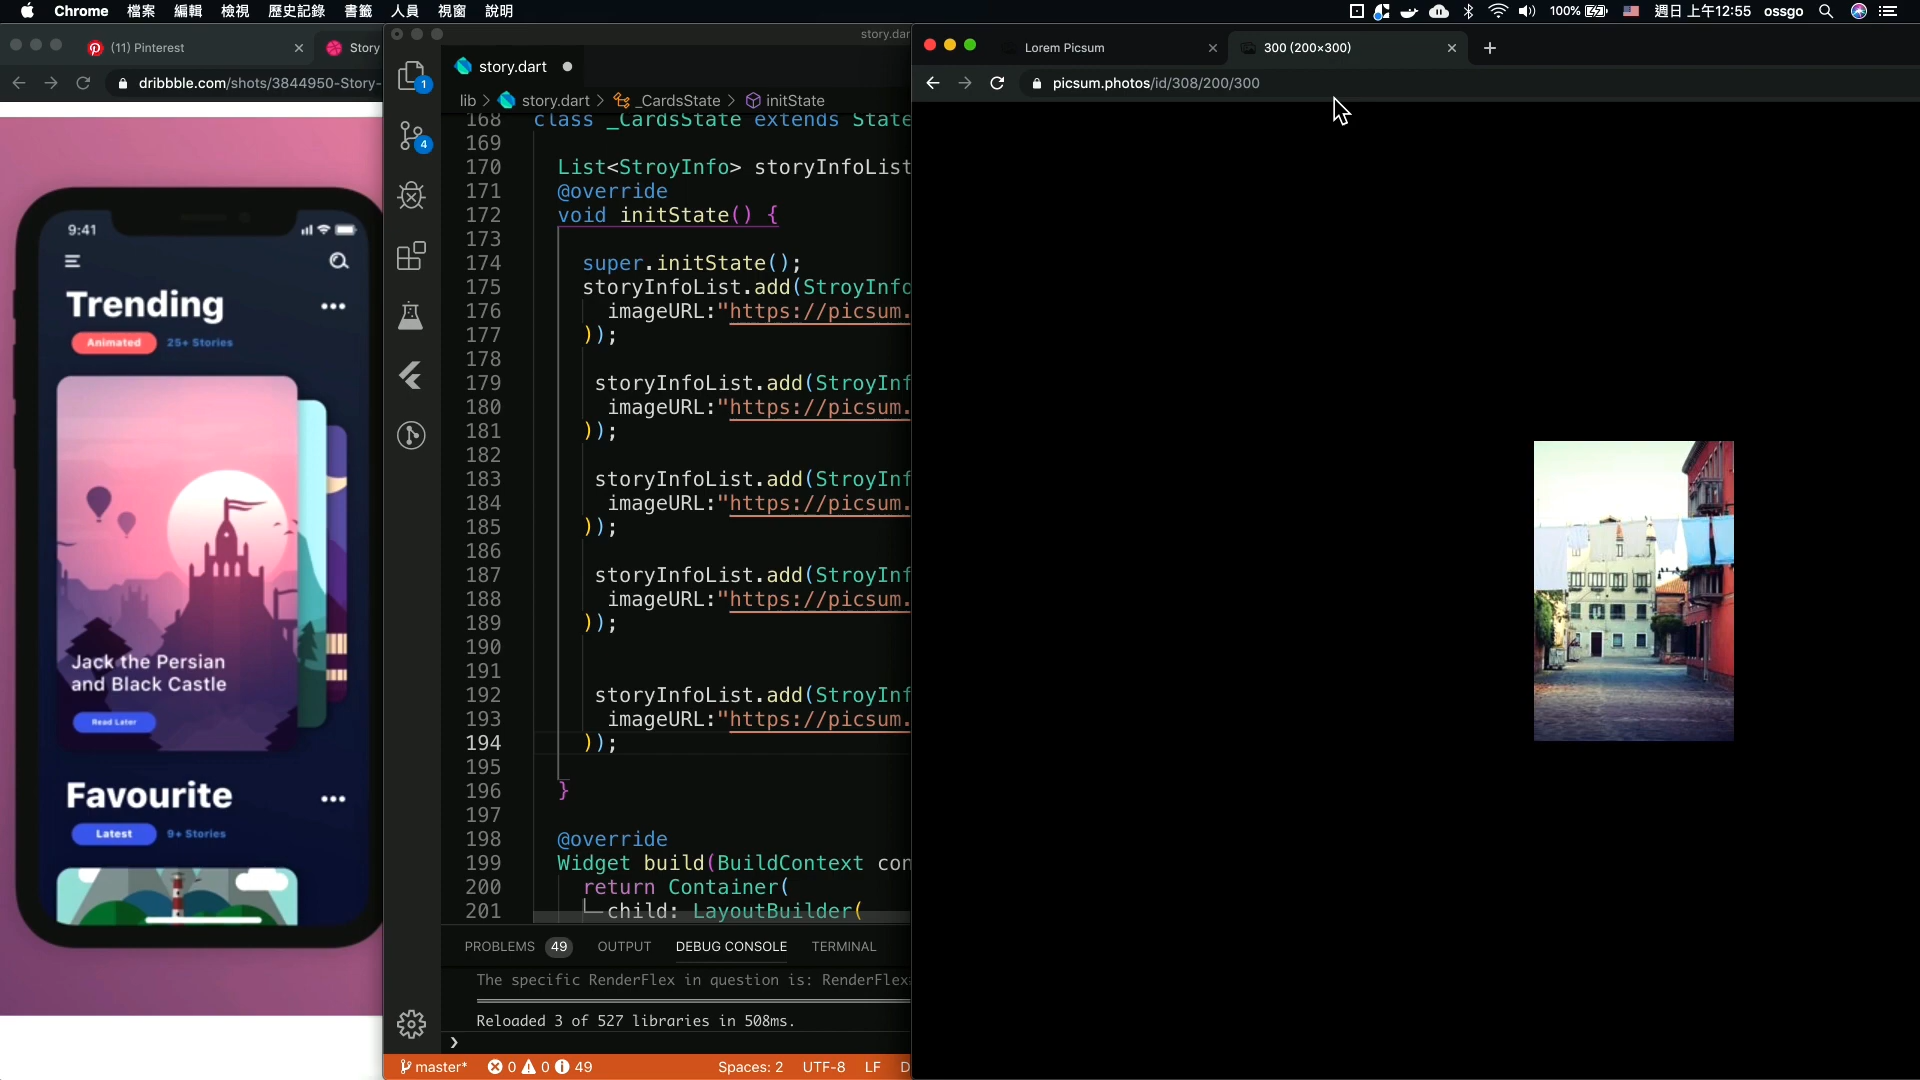 Chrome 檔案 編輯 檢視 歷史記錄 書籤 人員 視窗 說明
100% 週日 上午12:55 ossgo
(11) Pinterest
Story
dribbble.com/shots/3844950-Story-
9:41
Trending
Animated 25+ Stories
Jack the Persian
and Black Castle
Read Later
Favourite
Latest 9+ Stories
story.dar
story.dart
1
4
lib > story.dart > _CardsState > initState
168 class _CardsState extends State
169
170 List<StroyInfo> storyInfoList
171 @override
172 void initState() {
173
174 super.initState();
175 storyInfoList.add(StroyInfo
176 imageURL:"https://picsum.
177 ));
178
179 storyInfoList.add(StroyInf
180 imageURL:"https://picsum.
181 ));
182
183 storyInfoList.add(StroyInf
184 imageURL:"https://picsum.
185 ));
186
187 storyInfoList.add(StroyInf
188 imageURL:"https://picsum.
189 ));
190
191
192 storyInfoList.add(StroyInf
193 imageURL:"https://picsum.
194 ));
195
196 }
197
198 @override
199 Widget build(BuildContext con
200 return Container(
201 child: LayoutBuilder(
PROBLEMS 49 OUTPUT DEBUG CONSOLE TERMINAL
The specific RenderFlex in question is: RenderFlex
Reloaded 3 of 527 libraries in 508ms.
master* 0 0 49 Spaces: 2 UTF-8 LF D
Lorem Picsum
300 (200×300)
picsum.photos/id/308/200/300